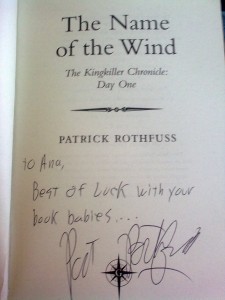 The Name
of the Wind
The Kingkiller Chronicle:
Day One
PATRICK ROTHFUSS
To Ana,
Best of Luck with your
book babies...